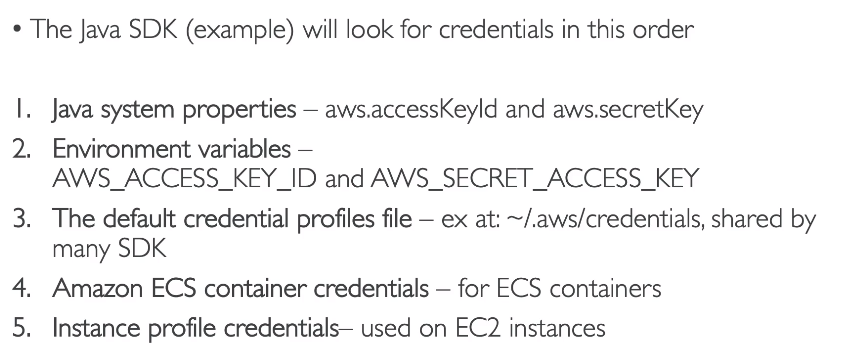 • The Java SDK (example) will look for credentials in this order
1. Java system properties – aws.accessKeyId and aws.secretKey
2. Environment variables –
AWS_ACCESS_KEY_ID and AWS_SECRET_ACCESS_KEY
3. The default credential profiles file – ex at: ~/.aws/credentials, shared by
many SDK
4. Amazon ECS container credentials – for ECS containers
5. Instance profile credentials– used on EC2 instances